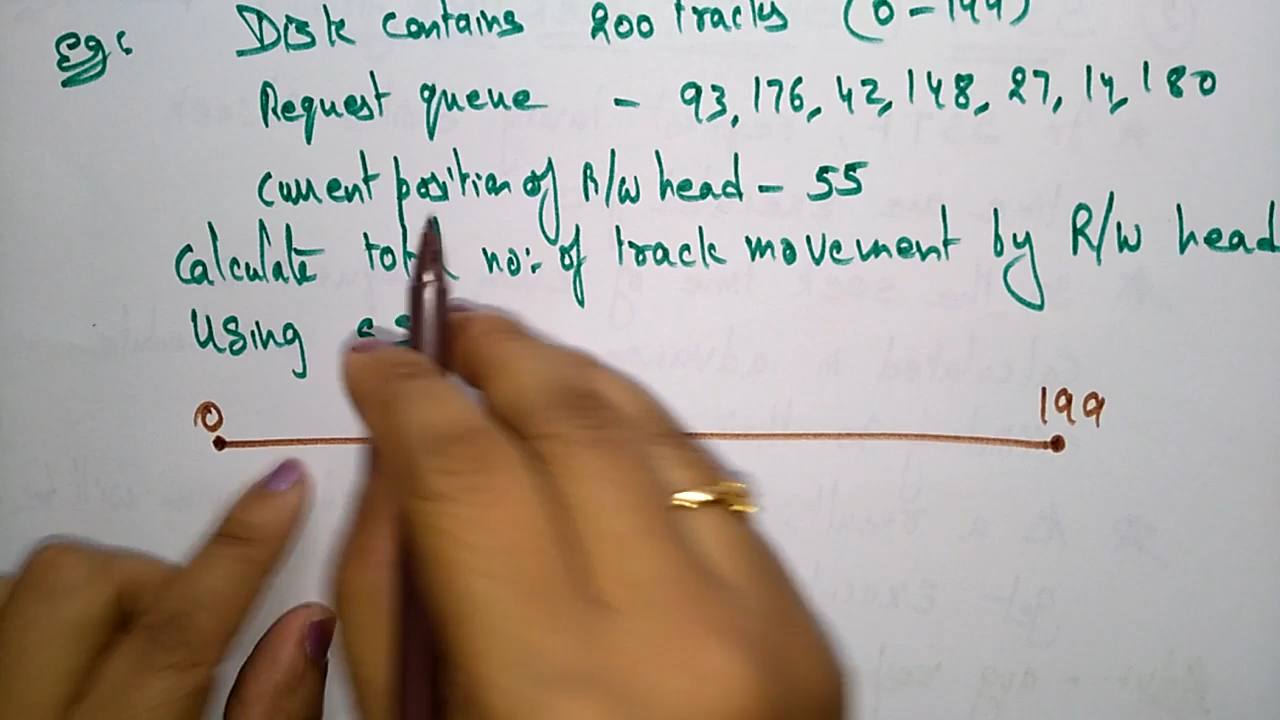 Eg:
Disk contains 200 tracks (0-199)
Request queue - 93, 176, 42, 148, 27, 14, 180
Current position of R/W head - 55
Calculate total no: of track movement by R/W head
Using
0 199